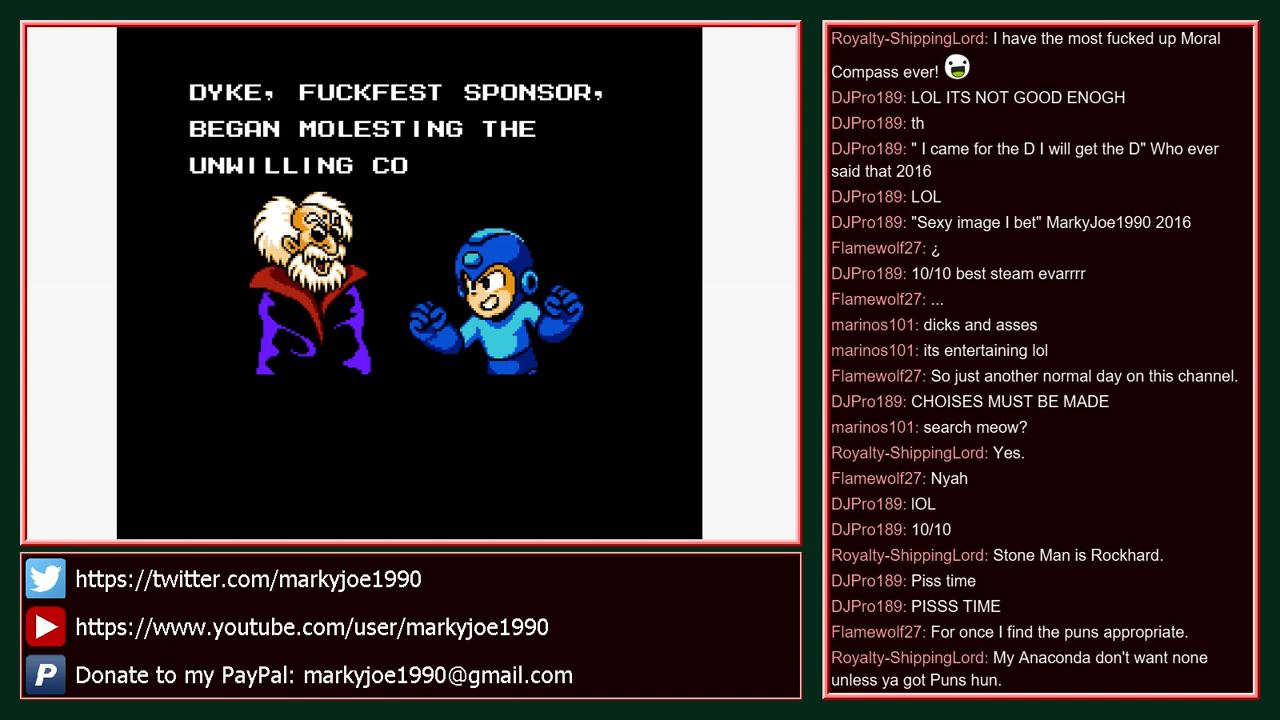 DYKE, FUCKFEST SPONSOR,
BEGAN MOLESTING THE
UNWILLING CO
https://twitter.com/markyjoe1990
https://www.youtube.com/user/markyjoe1990
Donate to my PayPal: markyjoe1990@gmail.com
Royalty-ShippingLord: I have the most fucked up Moral
Compass ever!
DJPro189: LOL ITS NOT GOOD ENOGH
DJPro189: th
DJPro189: " I came for the D I will get the D" Who ever
said that 2016
DJPro189: LOL
DJPro189: "Sexy image I bet" MarkyJoe1990 2016
Flamewolf27: ¿
DJPro189: 10/10 best steam evarrrr
Flamewolf27: ...
marinos101: dicks and asses
marinos101: its entertaining lol
Flamewolf27: So just another normal day on this channel.
DJPro189: CHOISES MUST BE MADE
marinos101: search meow?
Royalty-ShippingLord: Yes.
Flamewolf27: Nyah
DJPro189: lOL
DJPro189: 10/10
Royalty-ShippingLord: Stone Man is Rockhard.
DJPro189: Piss time
DJPro189: PISSS TIME
Flamewolf27: For once I find the puns appropriate.
Royalty-ShippingLord: My Anaconda don't want none
unless ya got Puns hun.